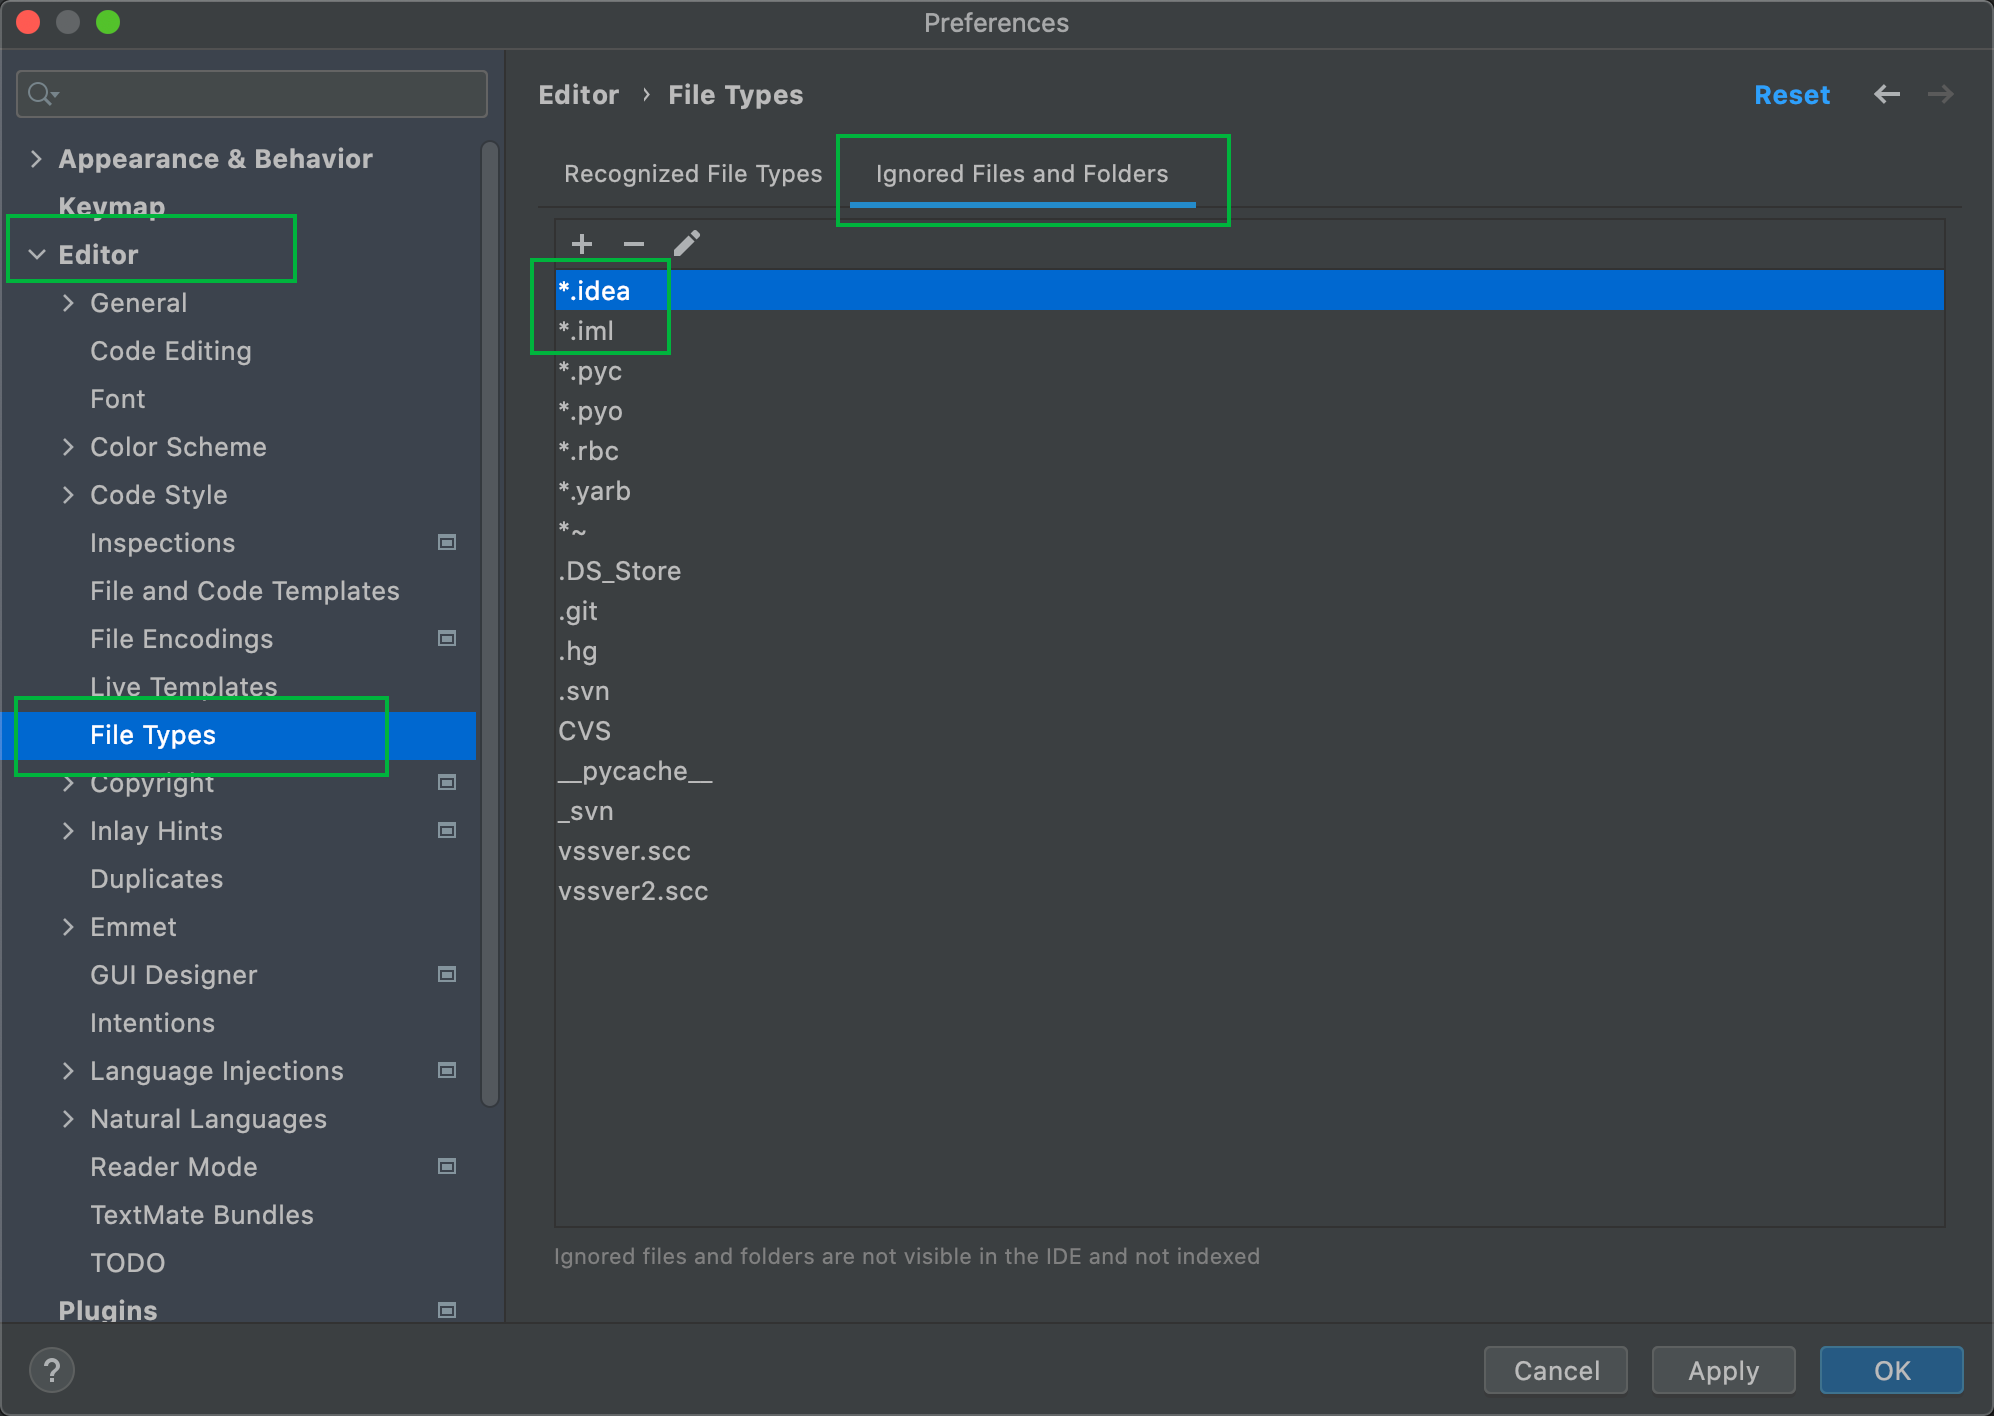 Preferences
Appearance & Behavior
Keymap
Editor
General
Code Editing
Font
Color Scheme
Code Style
Inspections
File and Code Templates
File Encodings
Live Templates
File Types
Copyright
Inlay Hints
Duplicates
Emmet
GUI Designer
Intentions
Language Injections
Natural Languages
Reader Mode
TextMate Bundles
TODO
Plugins
Editor › File Types
Reset
Recognized File Types
Ignored Files and Folders
*.idea
*.iml
*.pyc
*.pyo
*.rbc
*.yarb
*~
.DS_Store
.git
.hg
.svn
CVS
__pycache__
_svn
vssver.scc
vssver2.scc
Ignored files and folders are not visible in the IDE and not indexed
?
Cancel
Apply
OK